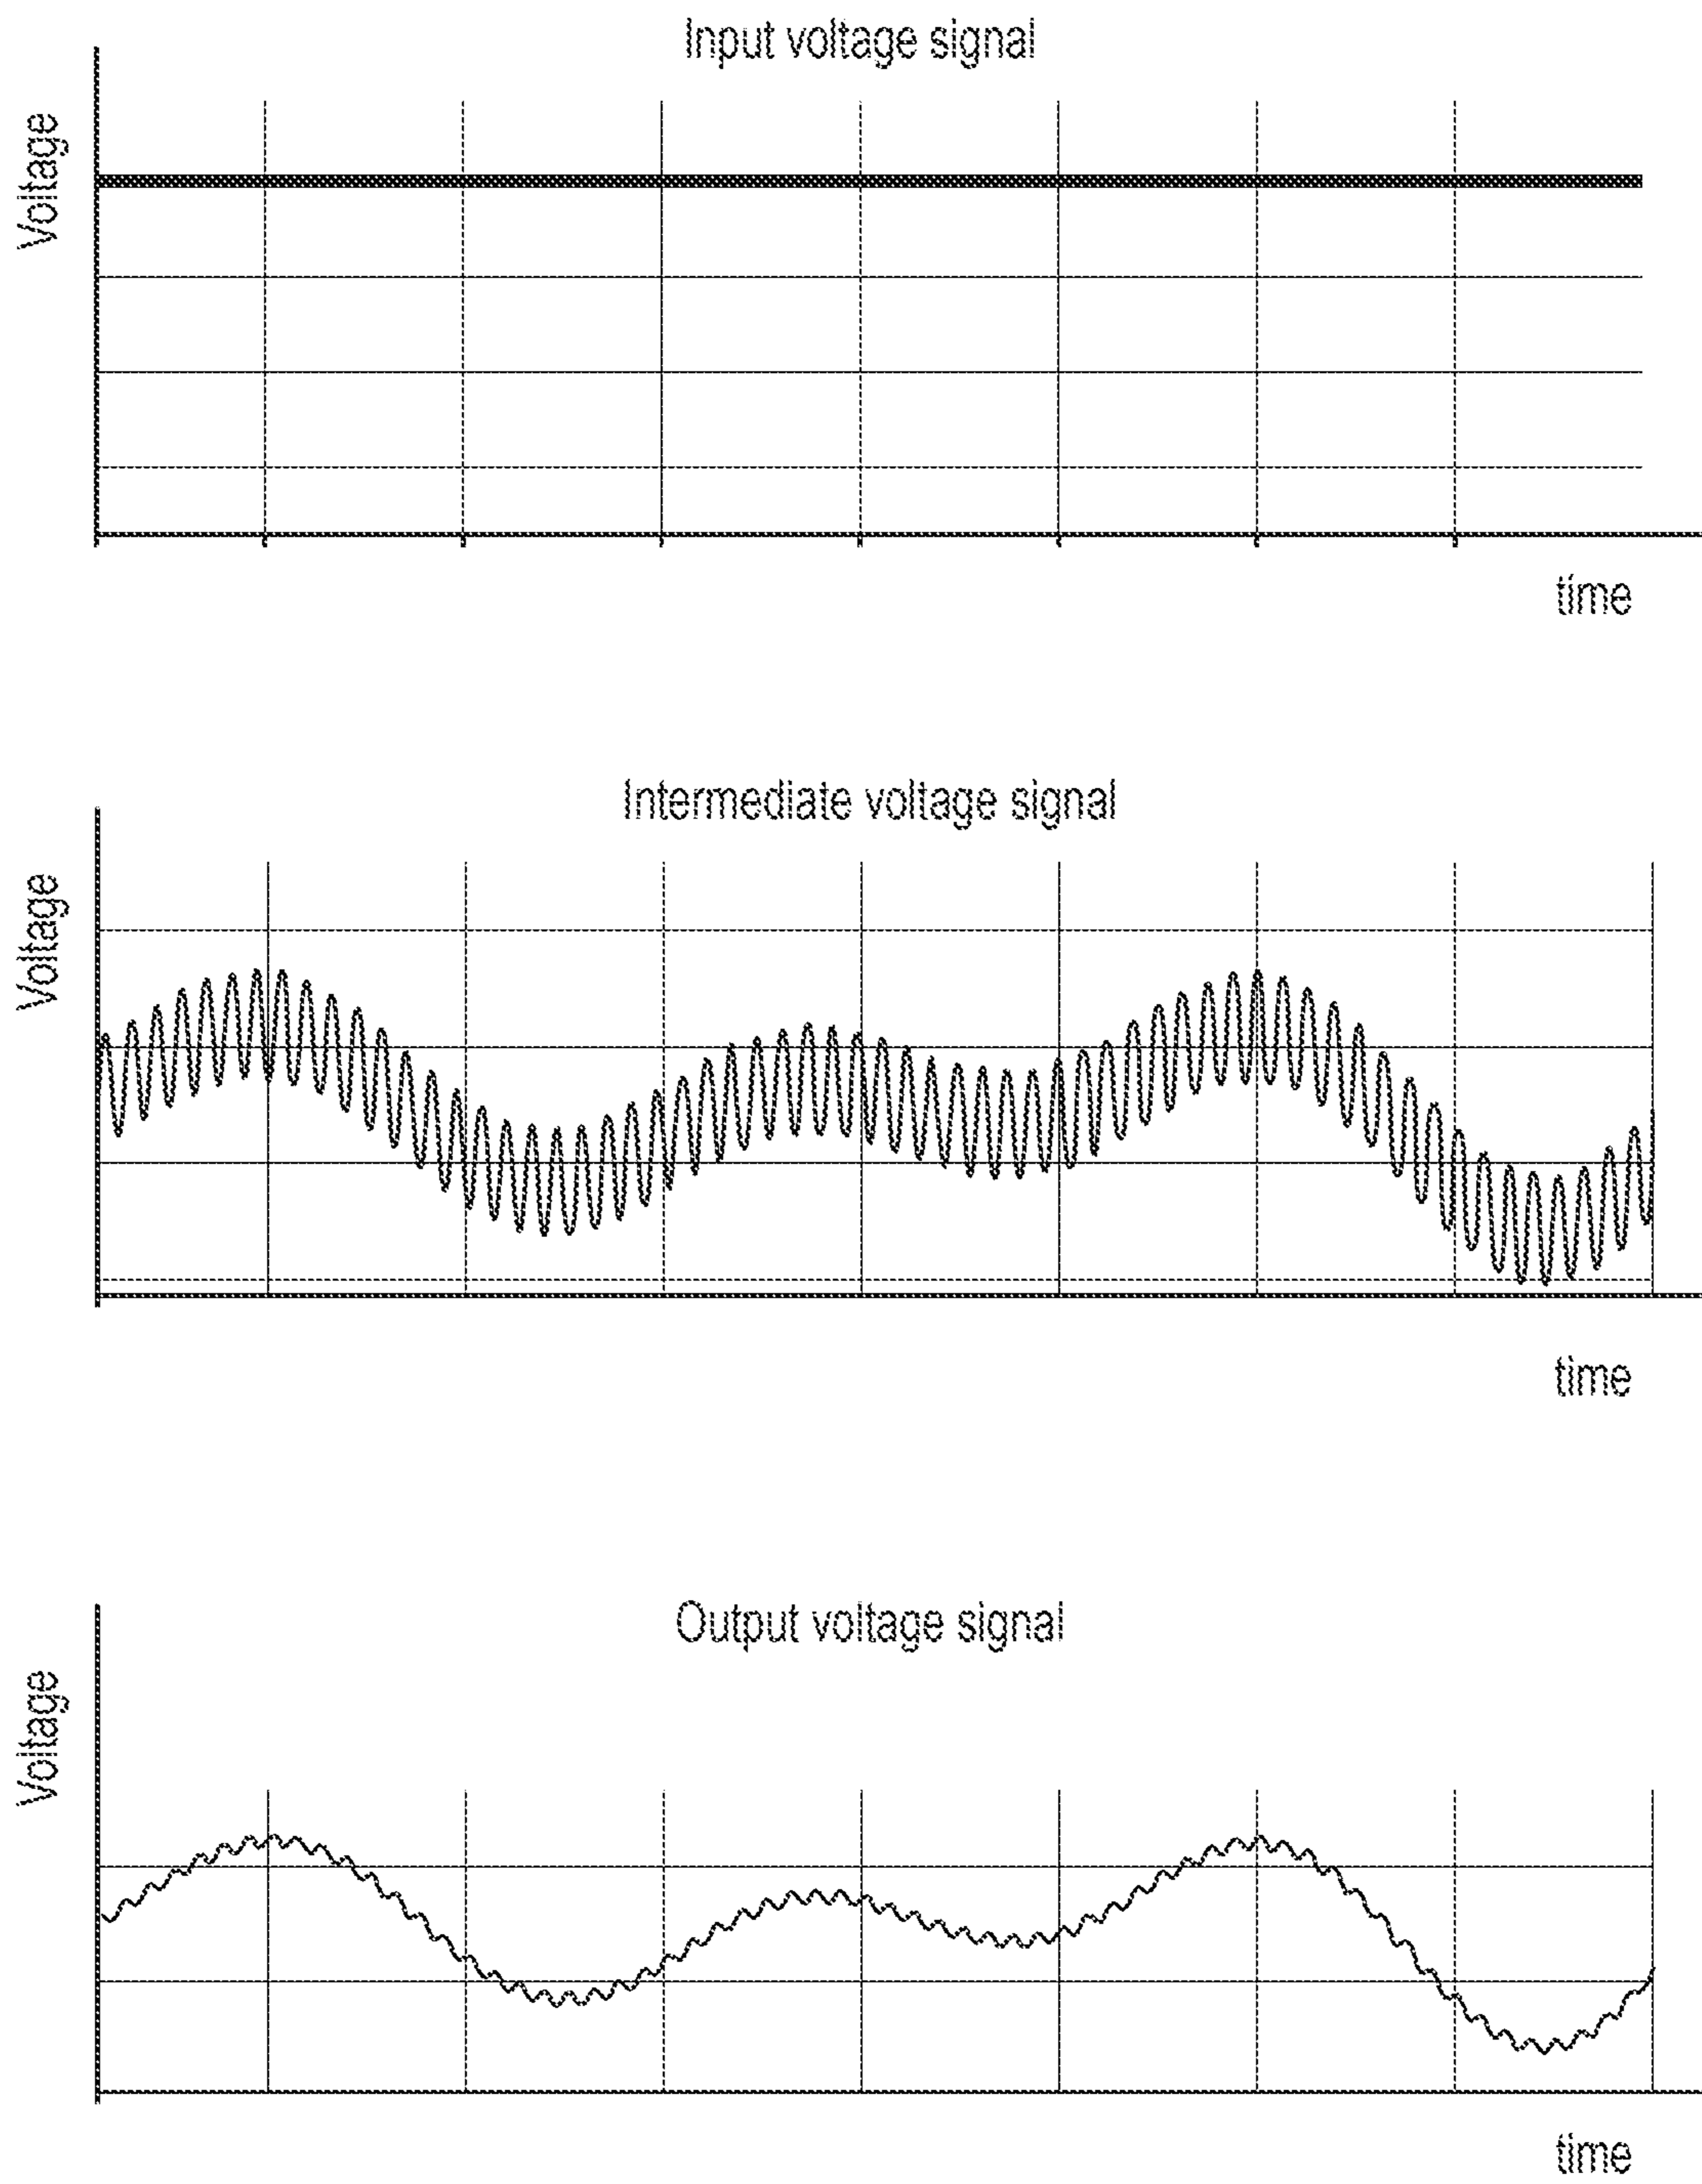 Input voltage signal
Voltage
time
Intermediate voltage signal
Voltage
time
Output voltage signal
Voltage
time